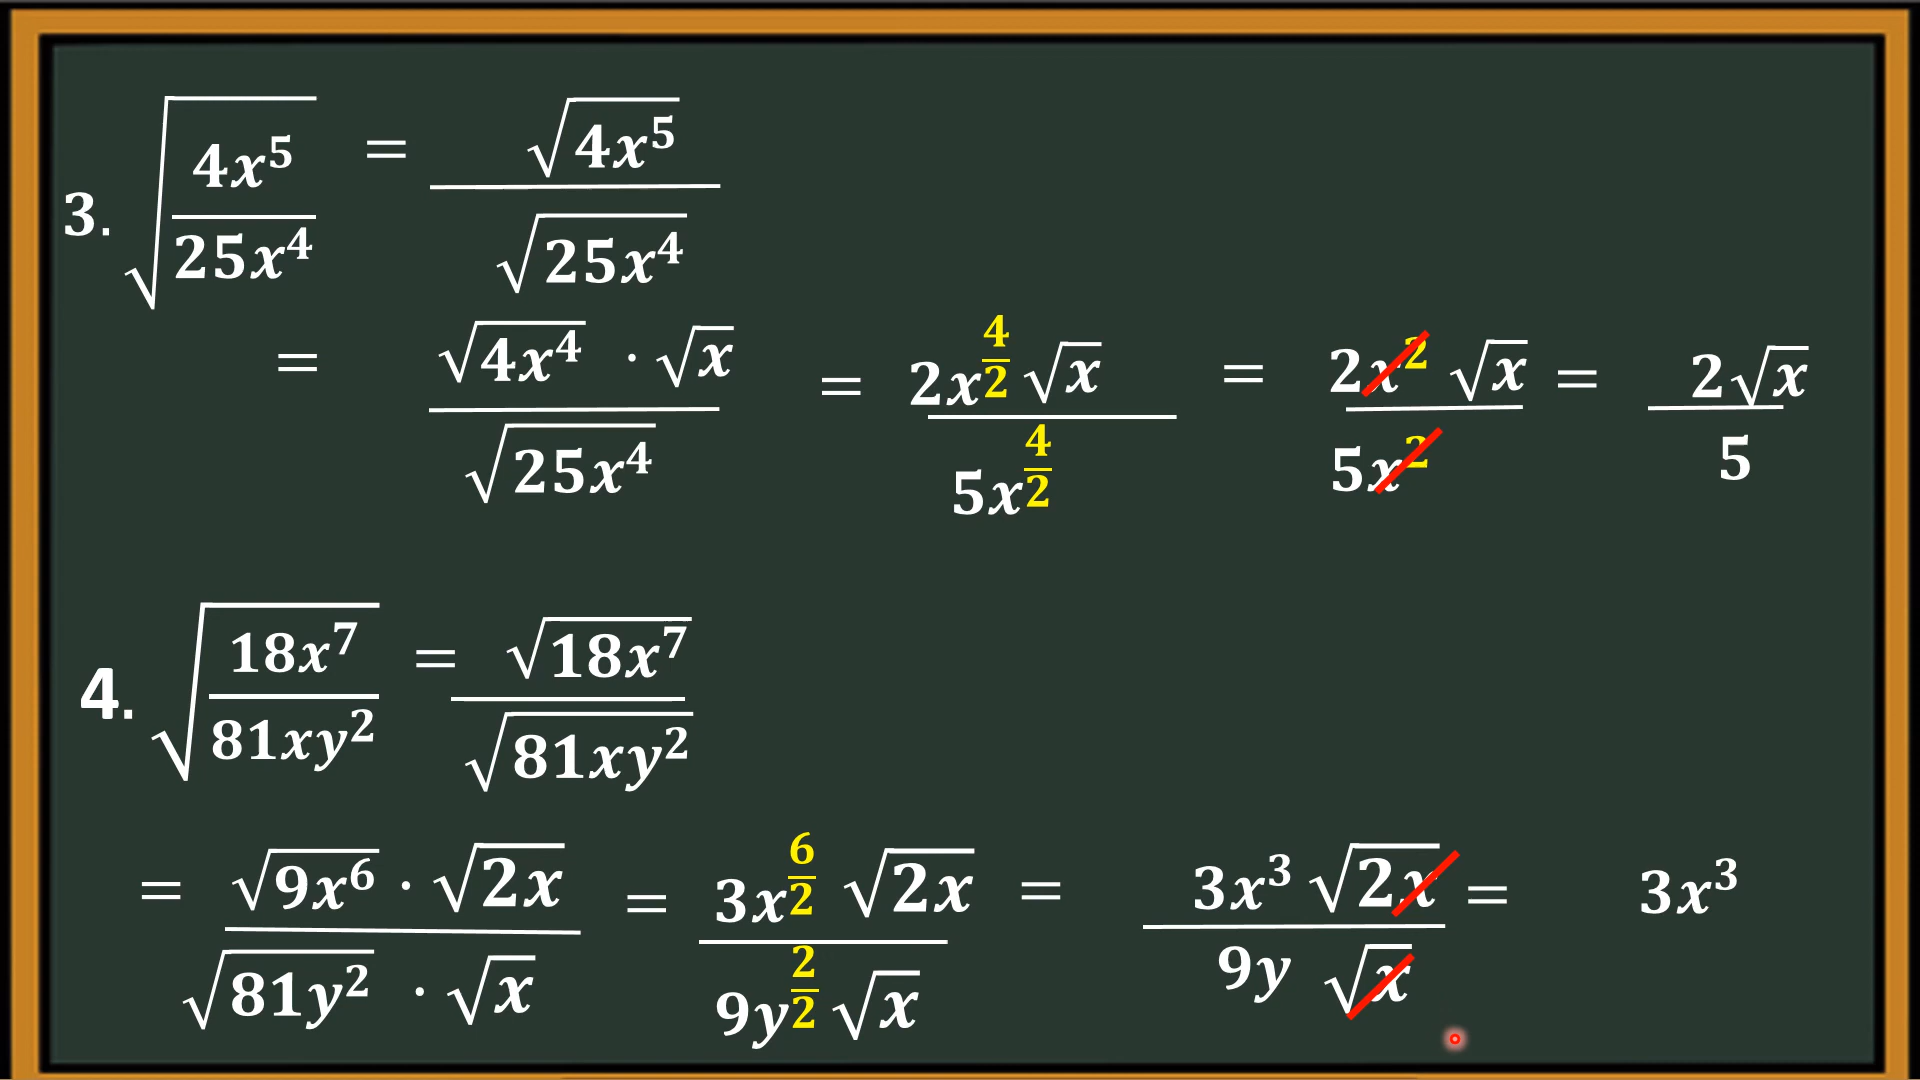 3. √(4x⁵/25x⁴) = √(4x⁵)/√(25x⁴)
= (√(4x⁴) · √x)/√(25x⁴) = (2x^(4/2) √x)/(5x^(4/2)) = (2x² √x)/(5x²) = (2√x)/5
4. √(18x⁷/81xy²) = √(18x⁷)/√(81xy²)
= (√(9x⁶) · √(2x))/(√(81y²) · √x) = (3x^(6/2) √(2x))/(9y^(2/2) √x) = (3x³ √(2x))/(9y √x) = 3x³